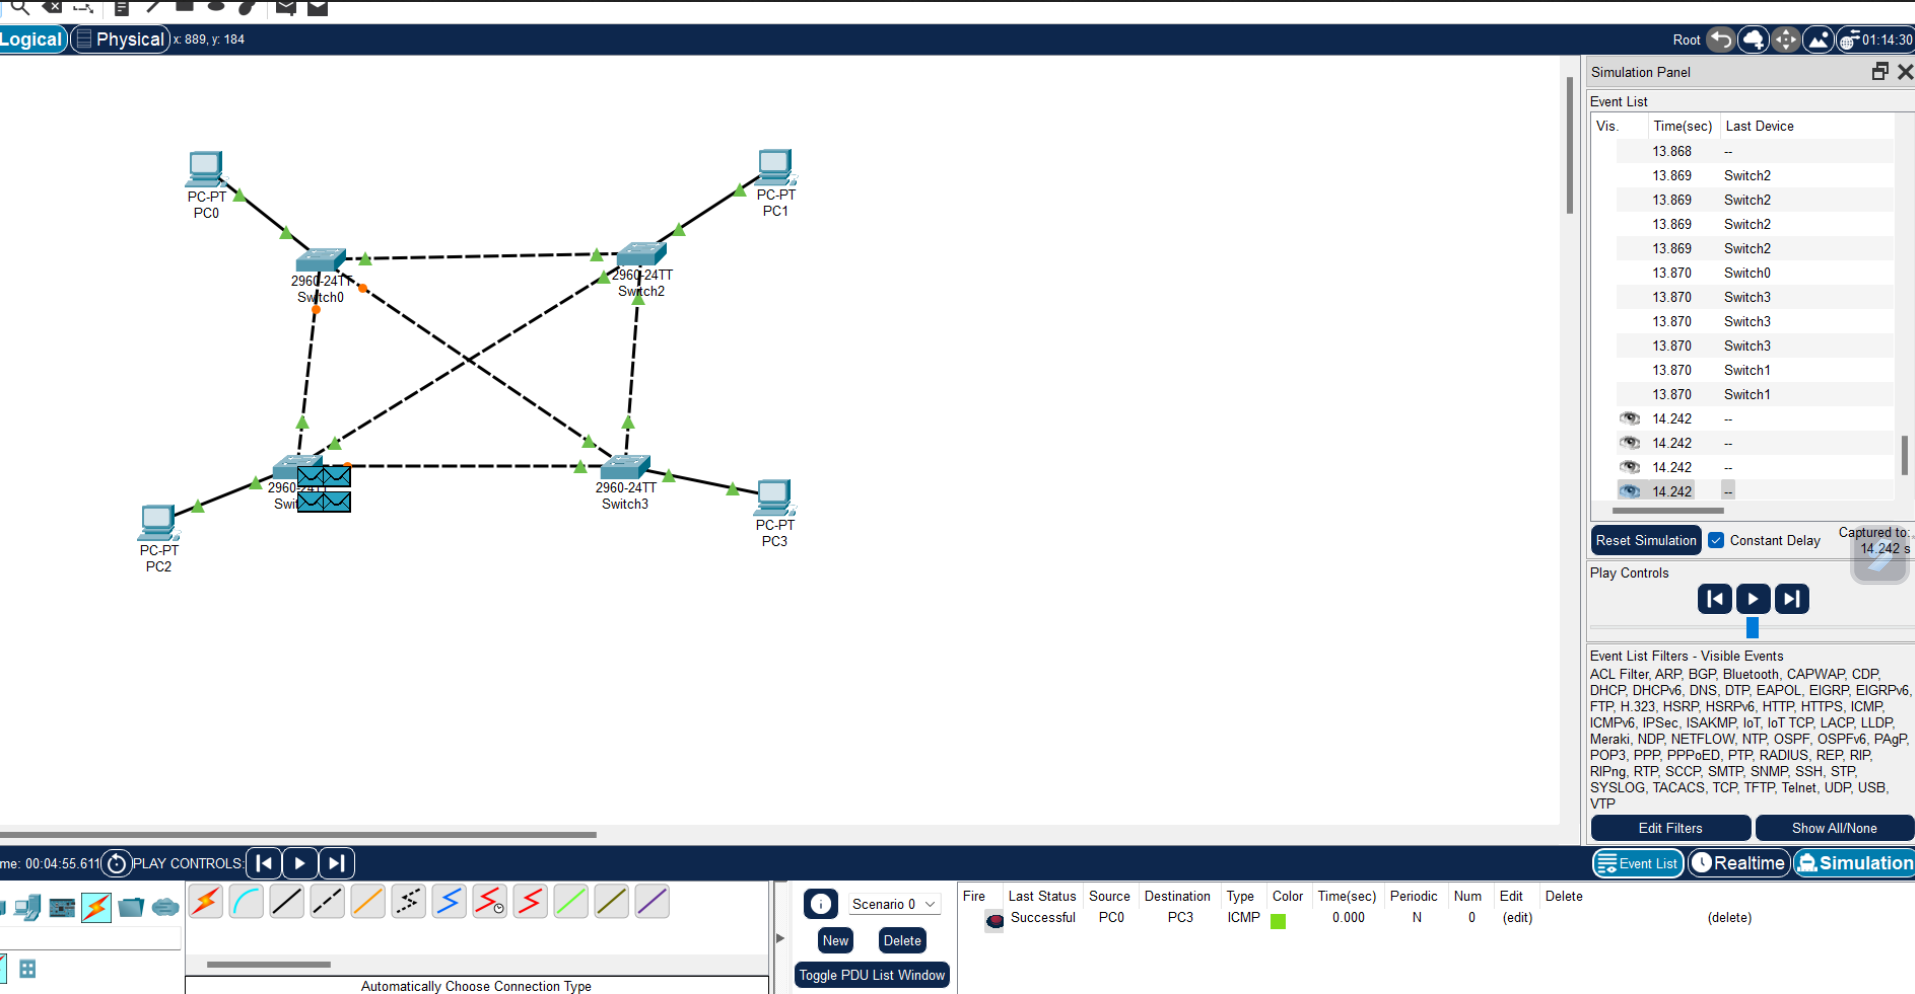 Logical
Physical
x: 889, y: 184
Root
01:14:30
Simulation Panel
Event List
Vis. Time(sec) Last Device
13.868 --
13.869 Switch2
13.869 Switch2
13.869 Switch2
13.869 Switch2
13.870 Switch0
13.870 Switch3
13.870 Switch3
13.870 Switch3
13.870 Switch1
13.870 Switch1
14.242 --
14.242 --
14.242 --
14.242 --
Reset Simulation
Constant Delay
Captured to:
14.242 s
Play Controls
Event List Filters - Visible Events
ACL Filter, ARP, BGP, Bluetooth, CAPWAP, CDP,
DHCP, DHCPv6, DNS, DTP, EAPOL, EIGRP, EIGRPv6,
FTP, H.323, HSRP, HSRPv6, HTTP, HTTPS, ICMP,
ICMPv6, IPSec, ISAKMP, IoT, IoT TCP, LACP, LLDP,
Meraki, NDP, NETFLOW, NTP, OSPF, OSPFv6, PAgP,
POP3, PPP, PPPoED, PTP, RADIUS, REP, RIP,
RIPng, RTP, SCCP, SMTP, SNMP, SSH, STP,
SYSLOG, TACACS, TCP, TFTP, Telnet, UDP, USB,
VTP
Edit Filters
Show All/None
PC-PT
PC0
PC-PT
PC1
2960-24TT
Switch0
2960-24TT
Switch2
2960-24TT
Swit
2960-24TT
Switch3
PC-PT
PC2
PC-PT
PC3
me: 00:04:55.611
PLAY CONTROLS:
Event List
Realtime
Simulation
Scenario 0
New
Delete
Toggle PDU List Window
Fire Last Status Source Destination Type Color Time(sec) Periodic Num Edit Delete
Successful PC0 PC3 ICMP 0.000 N 0 (edit) (delete)
Automatically Choose Connection Type